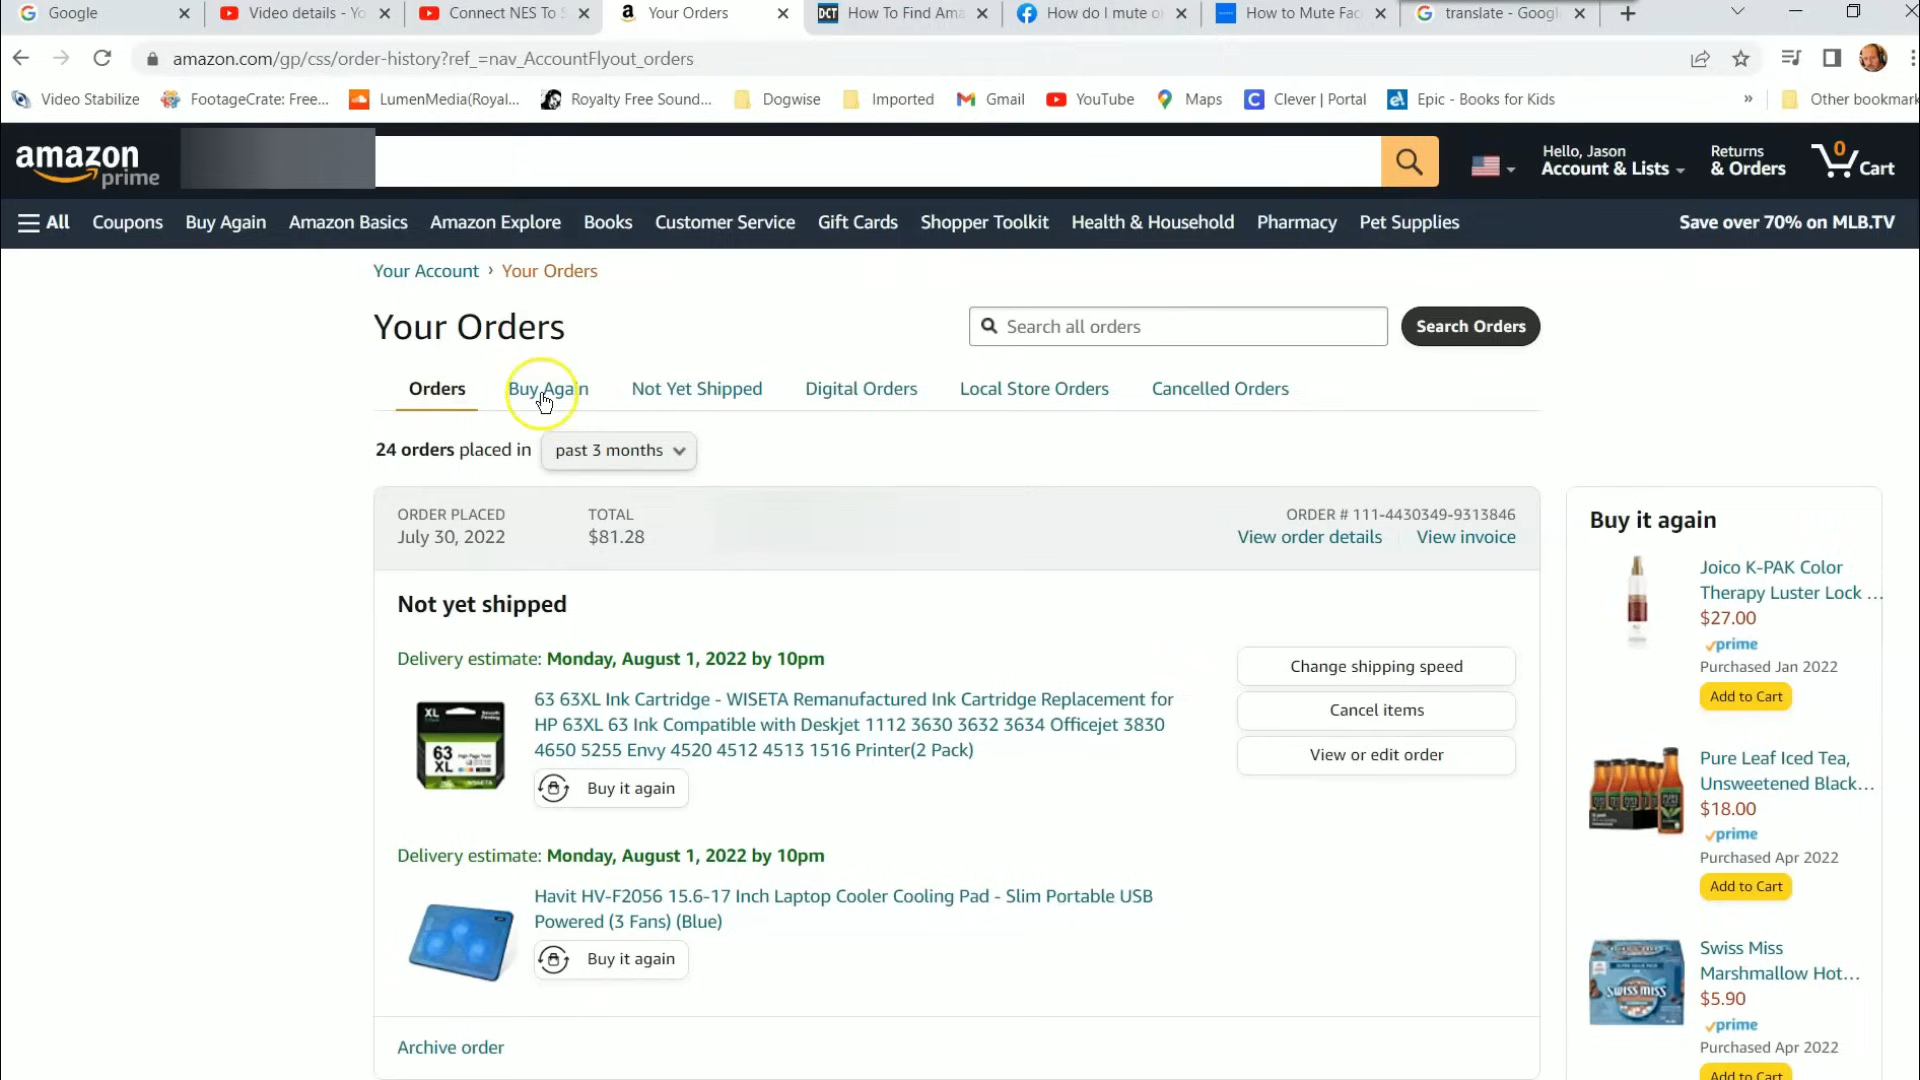 Google
Video details - Yo
Connect NES To S
Your Orders
How To Find Ama
How do I mute o
How to Mute Fac
translate - Googl
amazon.com/gp/css/order-history?ref_=nav_AccountFlyout_orders
Video Stabilize
FootageCrate: Free...
LumenMedia(Royal...
Royalty Free Sound...
Dogwise
Imported
Gmail
YouTube
Maps
Clever | Portal
Epic - Books for Kids
»
Other bookmark
amazon prime
Hello, Jason
Account & Lists
Returns
& Orders
0
Cart
All
Coupons
Buy Again
Amazon Basics
Amazon Explore
Books
Customer Service
Gift Cards
Shopper Toolkit
Health & Household
Pharmacy
Pet Supplies
Save over 70% on MLB.TV
Your Account › Your Orders
Your Orders
Search all orders
Search Orders
Orders
Buy Again
Not Yet Shipped
Digital Orders
Local Store Orders
Cancelled Orders
24 orders placed in
past 3 months
ORDER PLACED
July 30, 2022
TOTAL
$81.28
ORDER # 111-4430349-9313846
View order details
View invoice
Not yet shipped
Delivery estimate: Monday, August 1, 2022 by 10pm
63 63XL Ink Cartridge - WISETA Remanufactured Ink Cartridge Replacement for
HP 63XL 63 Ink Compatible with Deskjet 1112 3630 3632 3634 Officejet 3830
4650 5255 Envy 4520 4512 4513 1516 Printer(2 Pack)
XL
63
XL
WISETA
Buy it again
Change shipping speed
Cancel items
View or edit order
Delivery estimate: Monday, August 1, 2022 by 10pm
Havit HV-F2056 15.6-17 Inch Laptop Cooler Cooling Pad - Slim Portable USB
Powered (3 Fans) (Blue)
Buy it again
Archive order
Buy it again
Joico K-PAK Color
Therapy Luster Lock ...
$27.00
prime
Purchased Jan 2022
Add to Cart
Pure Leaf Iced Tea,
Unsweetened Black...
$18.00
prime
Purchased Apr 2022
Add to Cart
Swiss Miss
Marshmallow Hot...
$5.90
prime
Purchased Apr 2022
Add to Cart
SWISS MISS